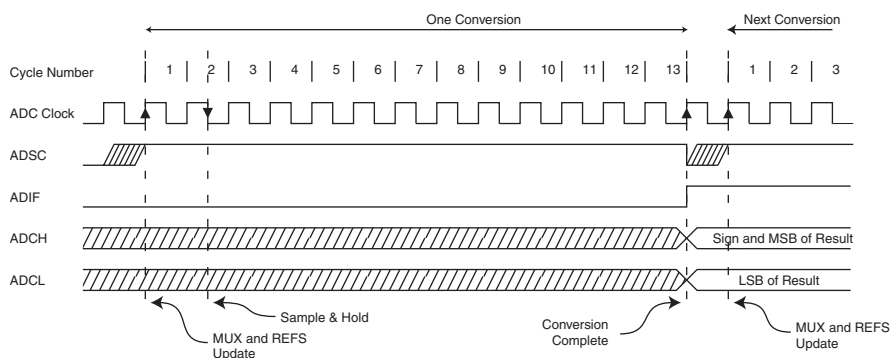 One Conversion
Next Conversion
Cycle Number 1 2 3 4 5 6 7 8 9 10 11 12 13 1 2 3
ADC Clock
ADSC
ADIF
ADCH
Sign and MSB of Result
ADCL
LSB of Result
Sample & Hold
MUX and REFS
Update
Conversion
Complete
MUX and REFS
Update